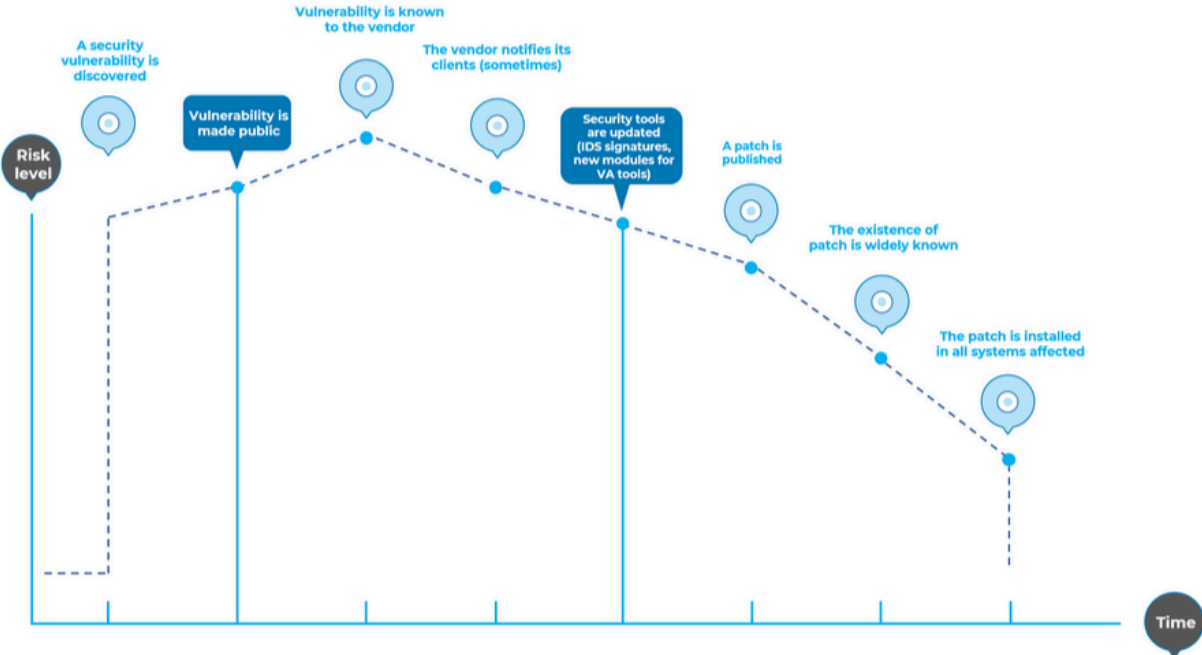 Vulnerability is known
to the vendor
A security
vulnerability is
discovered
The vendor notifies its
clients (sometimes)
Vulnerability is
made public
Security tools
are updated
(IDS signatures,
new modules for
VA tools)
A patch is
published
Risk
level
The existence of
patch is widely known
The patch is installed
in all systems affected
Time